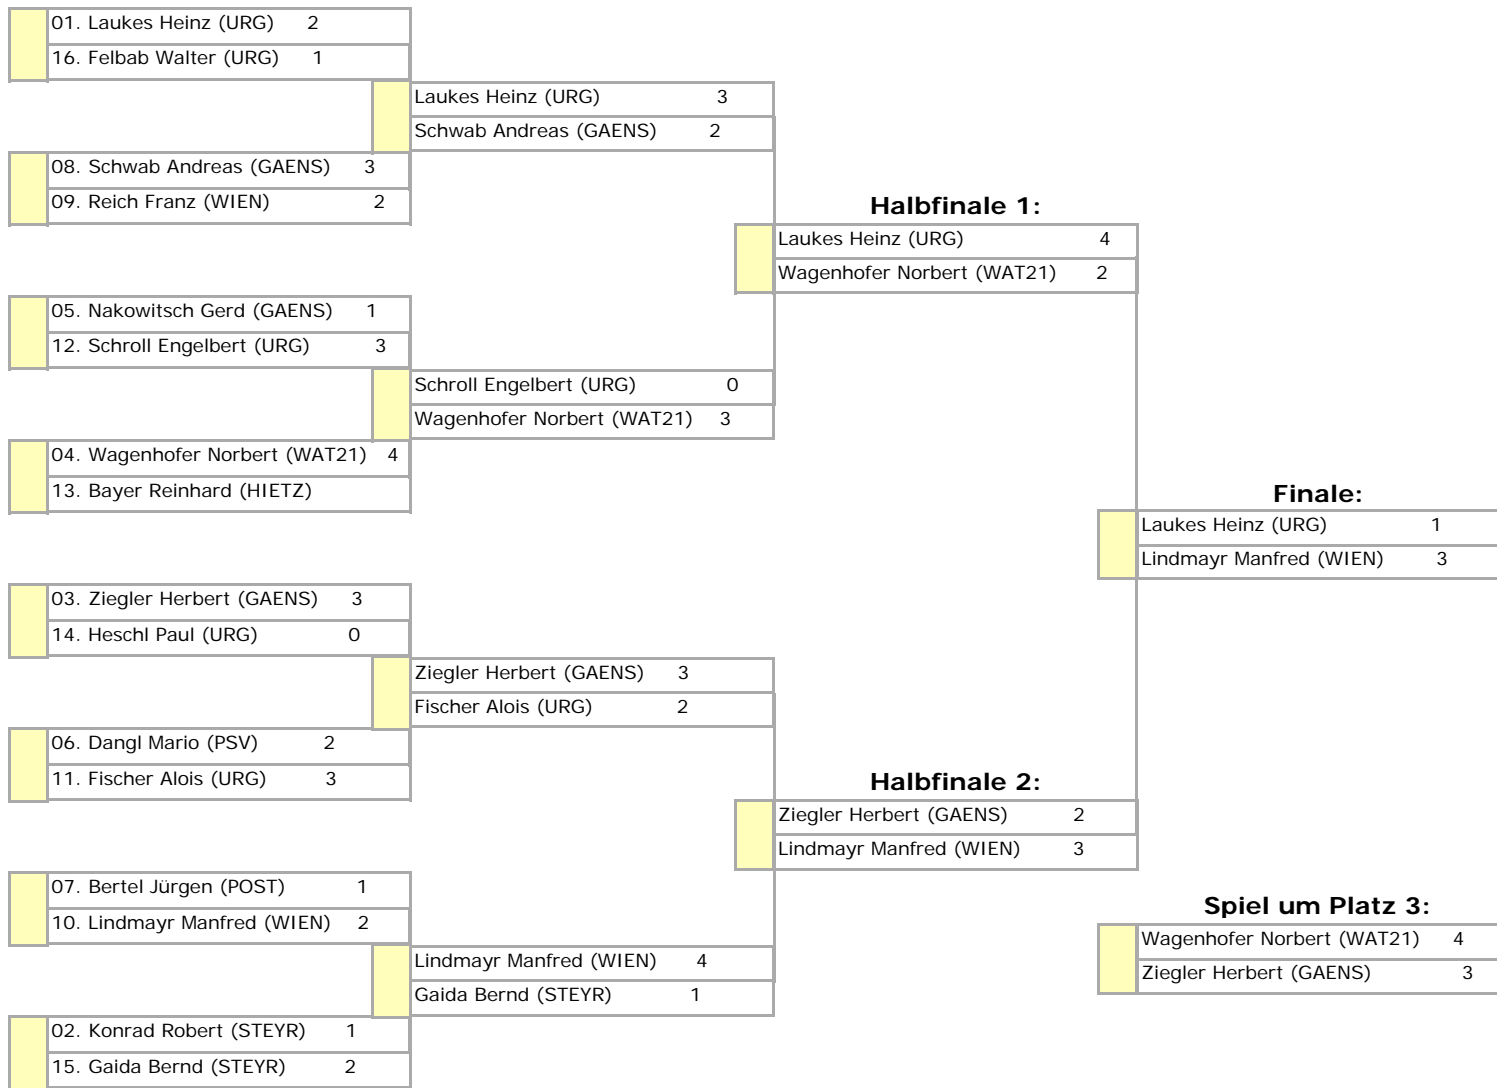 01. Laukes Heinz (URG) 2
16. Felbab Walter (URG) 1
Laukes Heinz (URG) 3
Schwab Andreas (GAENS) 2
08. Schwab Andreas (GAENS) 3
09. Reich Franz (WIEN) 2
Halbfinale 1:
Laukes Heinz (URG) 4
Wagenhofer Norbert (WAT21) 2
05. Nakowitsch Gerd (GAENS) 1
12. Schroll Engelbert (URG) 3
Schroll Engelbert (URG) 0
Wagenhofer Norbert (WAT21) 3
04. Wagenhofer Norbert (WAT21) 4
13. Bayer Reinhard (HIETZ)
Finale:
Laukes Heinz (URG) 1
Lindmayr Manfred (WIEN) 3
03. Ziegler Herbert (GAENS) 3
14. Heschl Paul (URG) 0
Ziegler Herbert (GAENS) 3
Fischer Alois (URG) 2
06. Dangl Mario (PSV) 2
11. Fischer Alois (URG) 3
Halbfinale 2:
Ziegler Herbert (GAENS) 2
Lindmayr Manfred (WIEN) 3
07. Bertel Jürgen (POST) 1
10. Lindmayr Manfred (WIEN) 2
Spiel um Platz 3:
Wagenhofer Norbert (WAT21) 4
Ziegler Herbert (GAENS) 3
Lindmayr Manfred (WIEN) 4
Gaida Bernd (STEYR) 1
02. Konrad Robert (STEYR) 1
15. Gaida Bernd (STEYR) 2